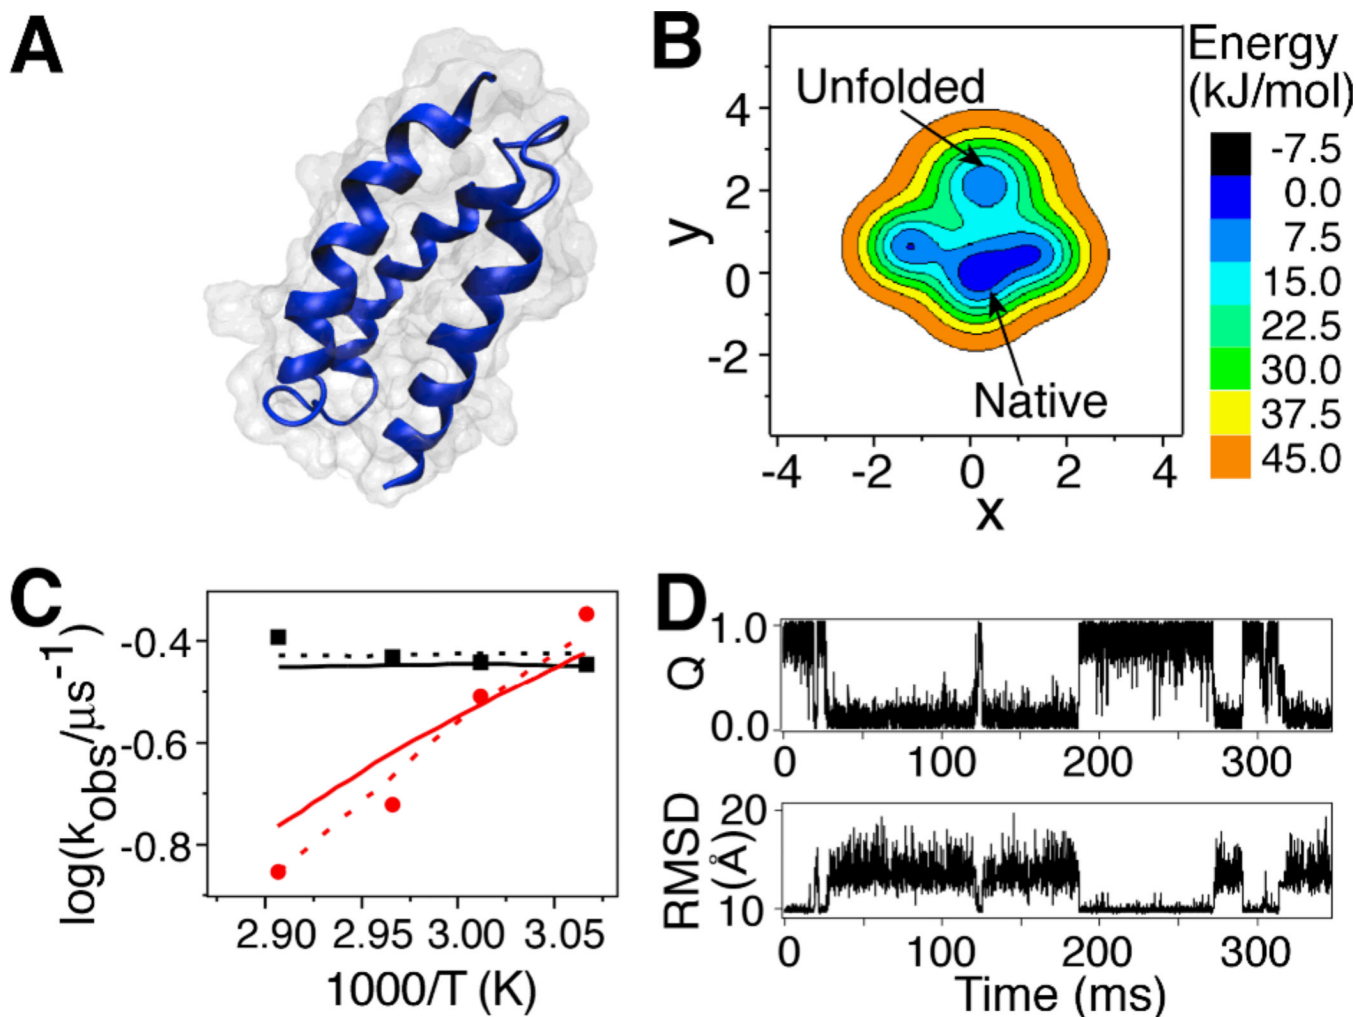 A
B
Energy
(kJ/mol)
Unfolded
Native
y
4
2
0
-2
-4
-2
0
2
4
x
-7.5
0.0
7.5
15.0
22.5
30.0
37.5
45.0
C
log(kobs/μs-1)
-0.4
-0.6
-0.8
2.90 2.95 3.00 3.05
1000/T (K)
D
Q
1.0
0.0
0 100 200 300
RMSD
(Å)
20
10
0 100 200 300
Time (ms)